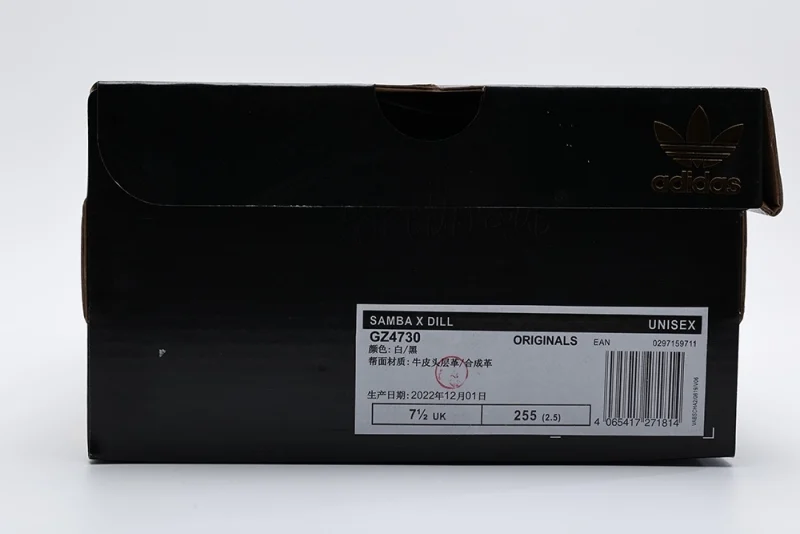 adidas
SAMBA X DILL UNISEX
GZ4730 ORIGINALS EAN 0297159711
颜色: 白/黑
帮面材质: 牛皮头层革/合成革
生产日期: 2022年12月01日
7½ UK 255 (2.5)
4 065417 271814